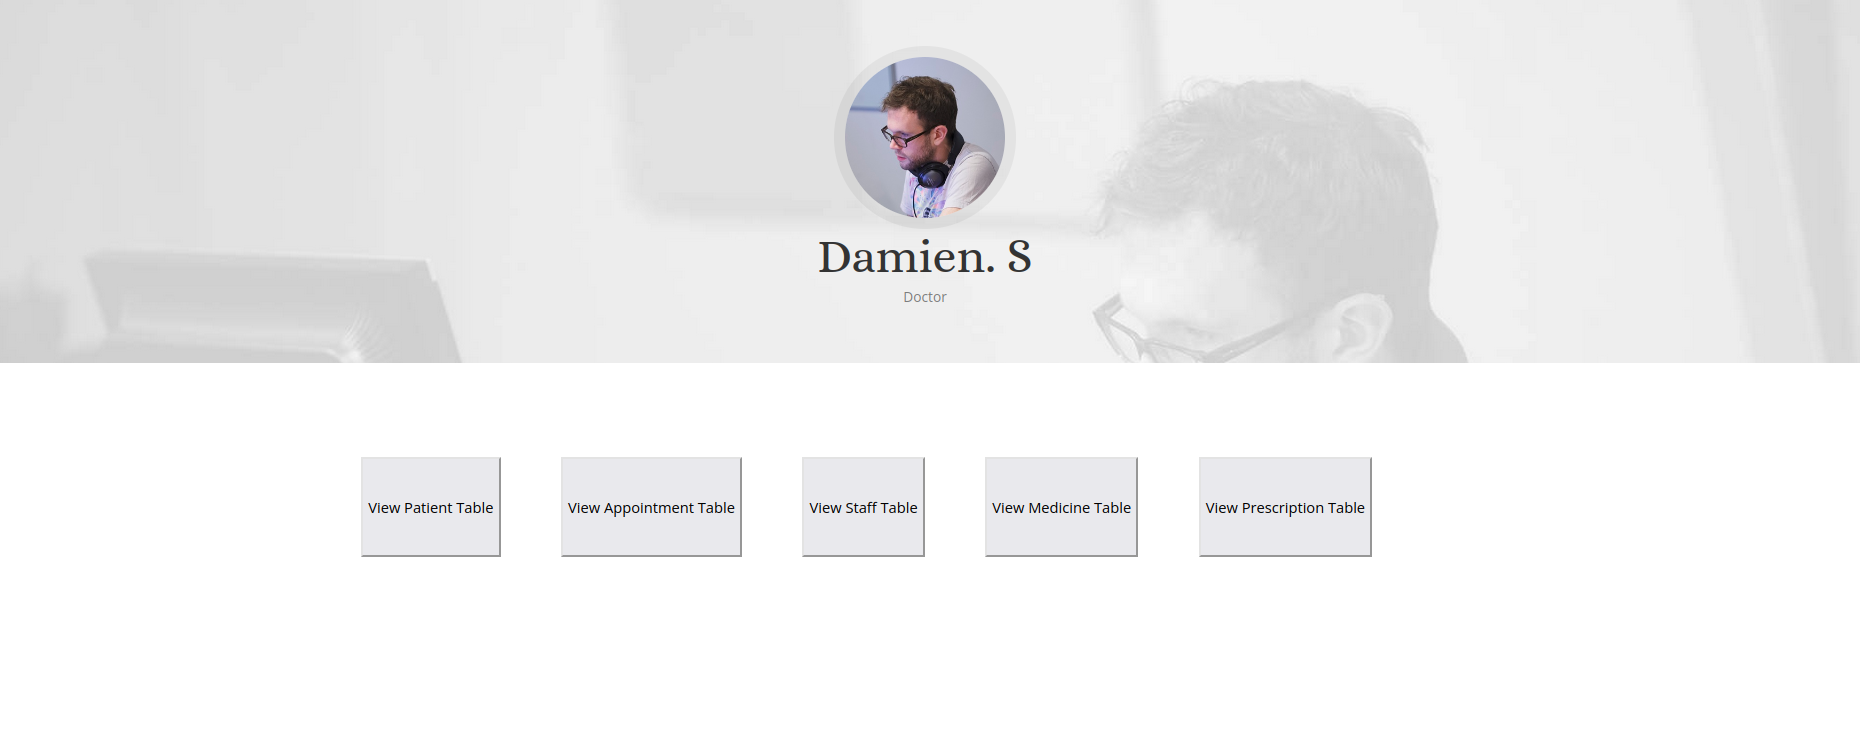 Damien. S
Doctor
View Patient Table
View Appointment Table
View Staff Table
View Medicine Table
View Prescription Table